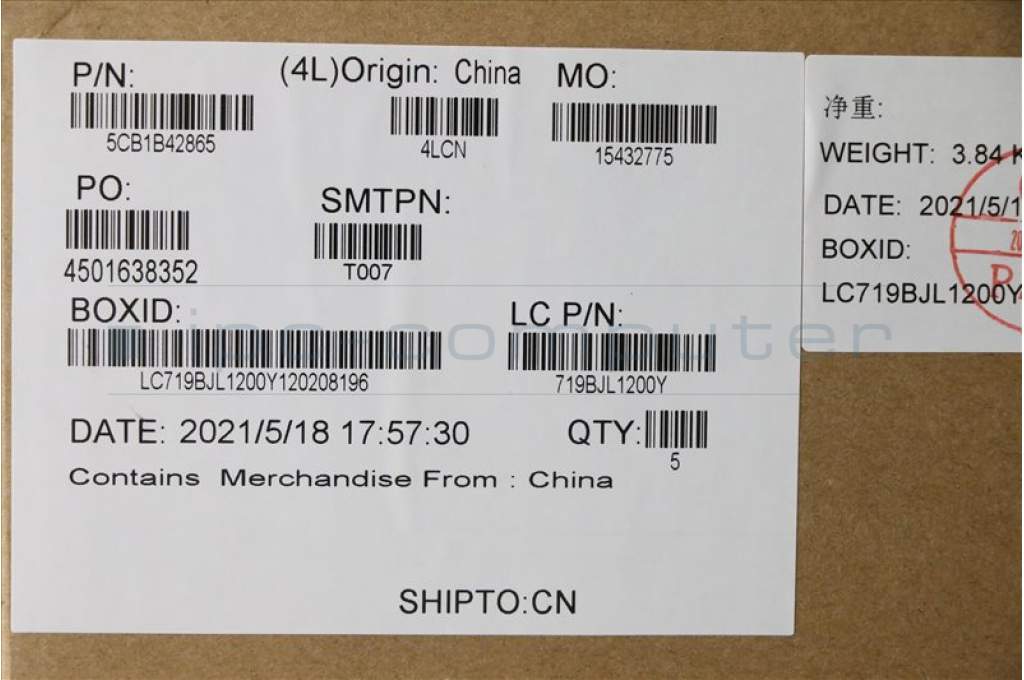 P/N:
(4L)Origin: China
MO:
5CB1B42865
4LCN
15432775
PO:
SMTPN:
4501638352
T007
BOXID:
LC P/N:
LC719BJL1200Y120208196
719BJL1200Y
DATE: 2021/5/18 17:57:30
QTY:
5
Contains Merchandise From : China
SHIPTO:CN
净重:
WEIGHT: 3.84 K
DATE: 2021/5/1
BOXID:
LC719BJL1200Y
ipc-computer